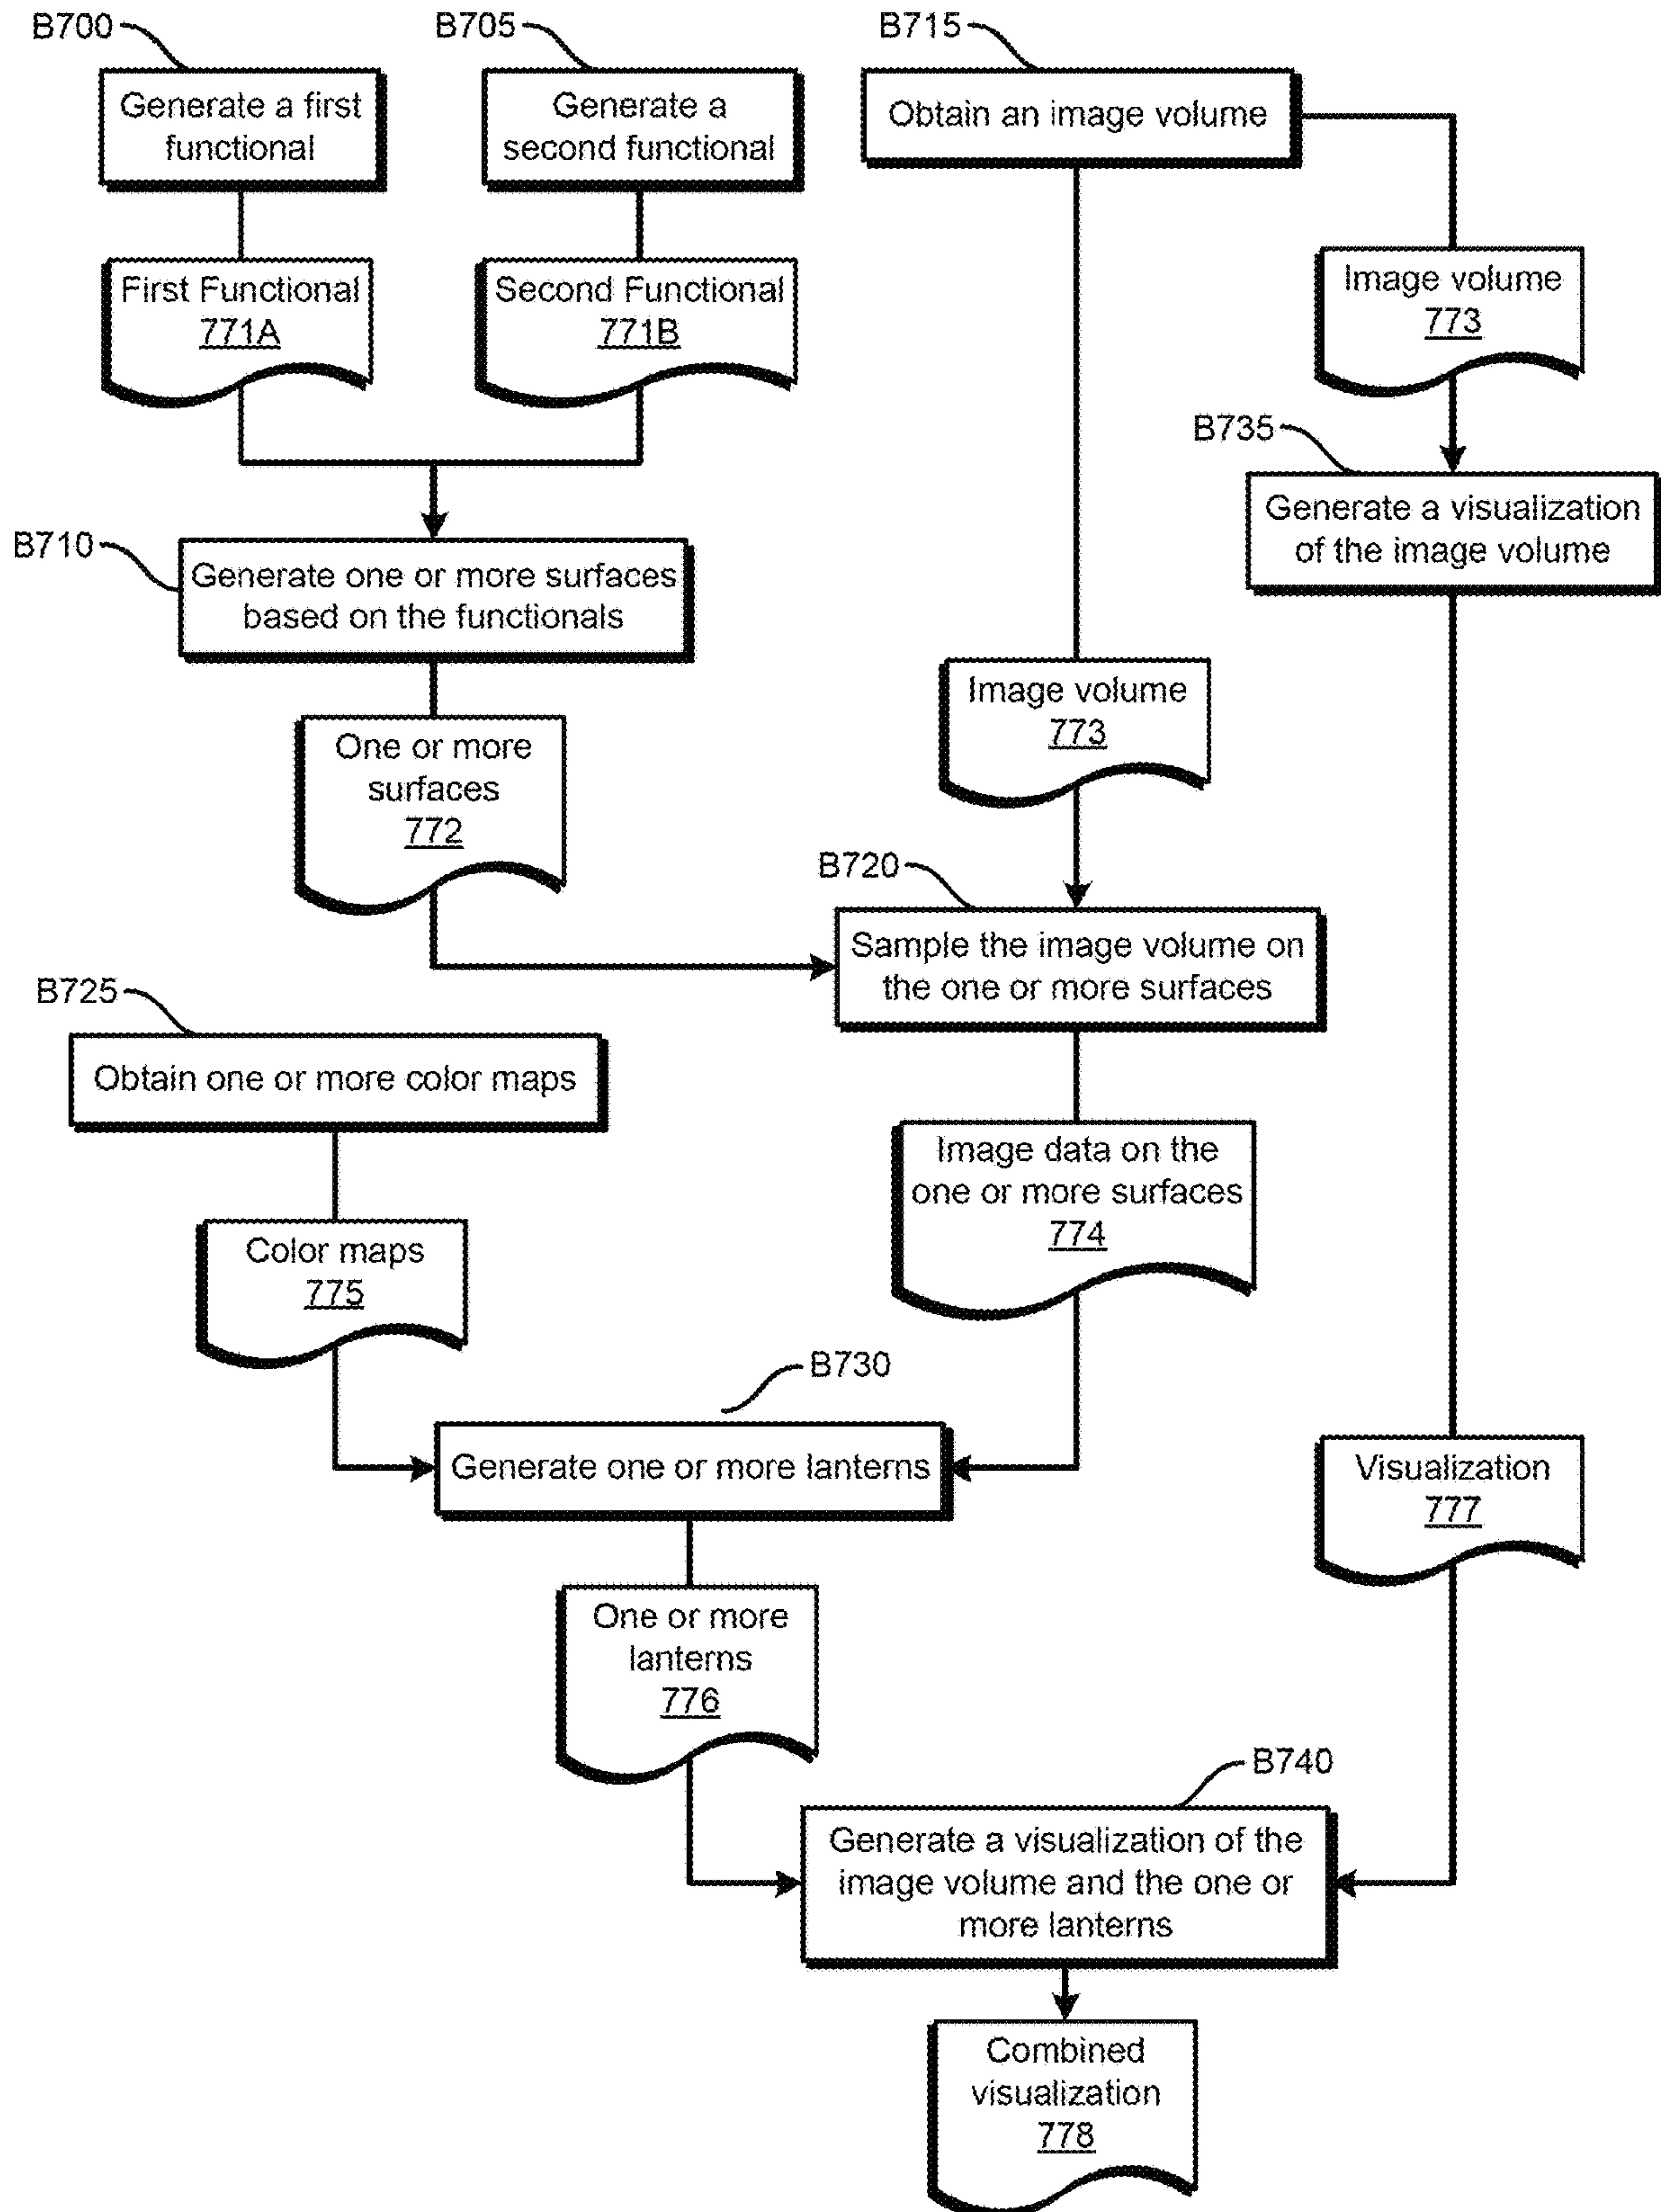 B700
B705
B715
Generate a first
functional
Generate a
second functional
Obtain an image volume
First Functional
771A
Second Functional
771B
Image volume
773
B735
Generate a visualization
of the image volume
B710
Generate one or more surfaces
based on the functionals
One or more
surfaces
772
Image volume
773
B720
Sample the image volume on
the one or more surfaces
B725
Obtain one or more color maps
Image data on the
one or more surfaces
774
Color maps
775
B730
Generate one or more lanterns
Visualization
777
One or more
lanterns
776
B740
Generate a visualization of the
image volume and the one or
more lanterns
Combined
visualization
778